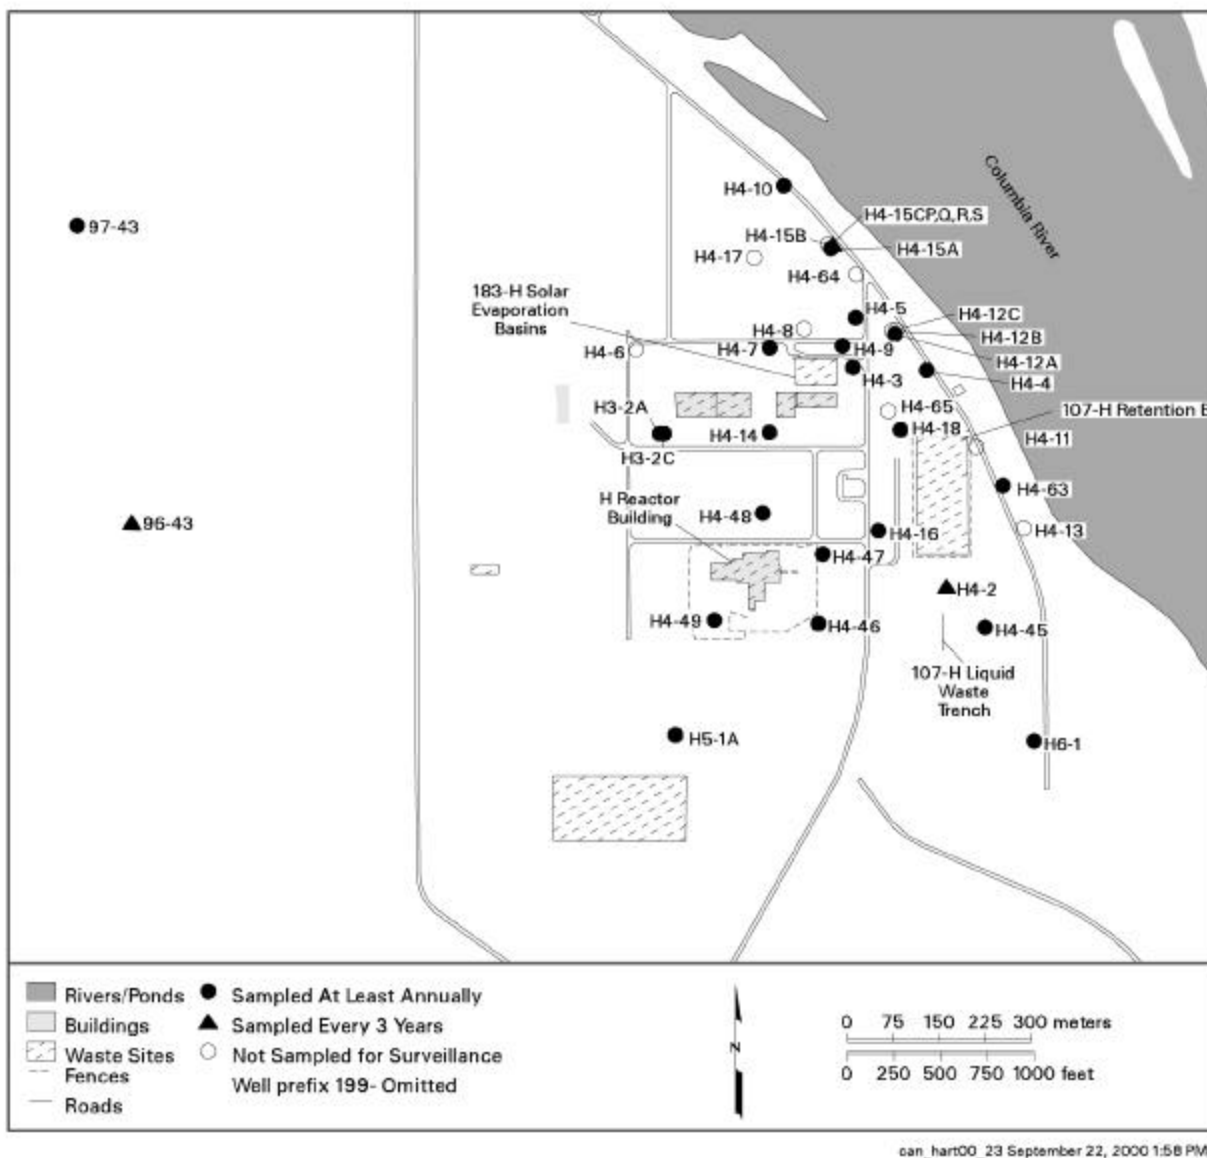 Columbia River
H4-10
H4-15CP,Q,R,S
97-43
H4-15B
H4-15A
H4-17
H4-64
183-H Solar
Evaporation
Basins
H4-5
H4-12C
H4-8
H4-12B
H4-6
H4-7
H4-9
H4-12A
H4-3
H4-4
H3-2A
H4-65
107-H Retention B
H4-14
H4-18
H4-11
H3-2C
H4-63
H Reactor
Building
H4-48
96-43
H4-16
H4-13
H4-47
H4-2
H4-49
H4-46
H4-45
107-H Liquid
Waste
Trench
H5-1A
H6-1
Rivers/Ponds
Sampled At Least Annually
Buildings
Sampled Every 3 Years
Waste Sites
Not Sampled for Surveillance
Fences
Well prefix 199- Omitted
Roads
N
0 75 150 225 300 meters
0 250 500 750 1000 feet
can_hart00_23 September 22, 2000 1:58 PM